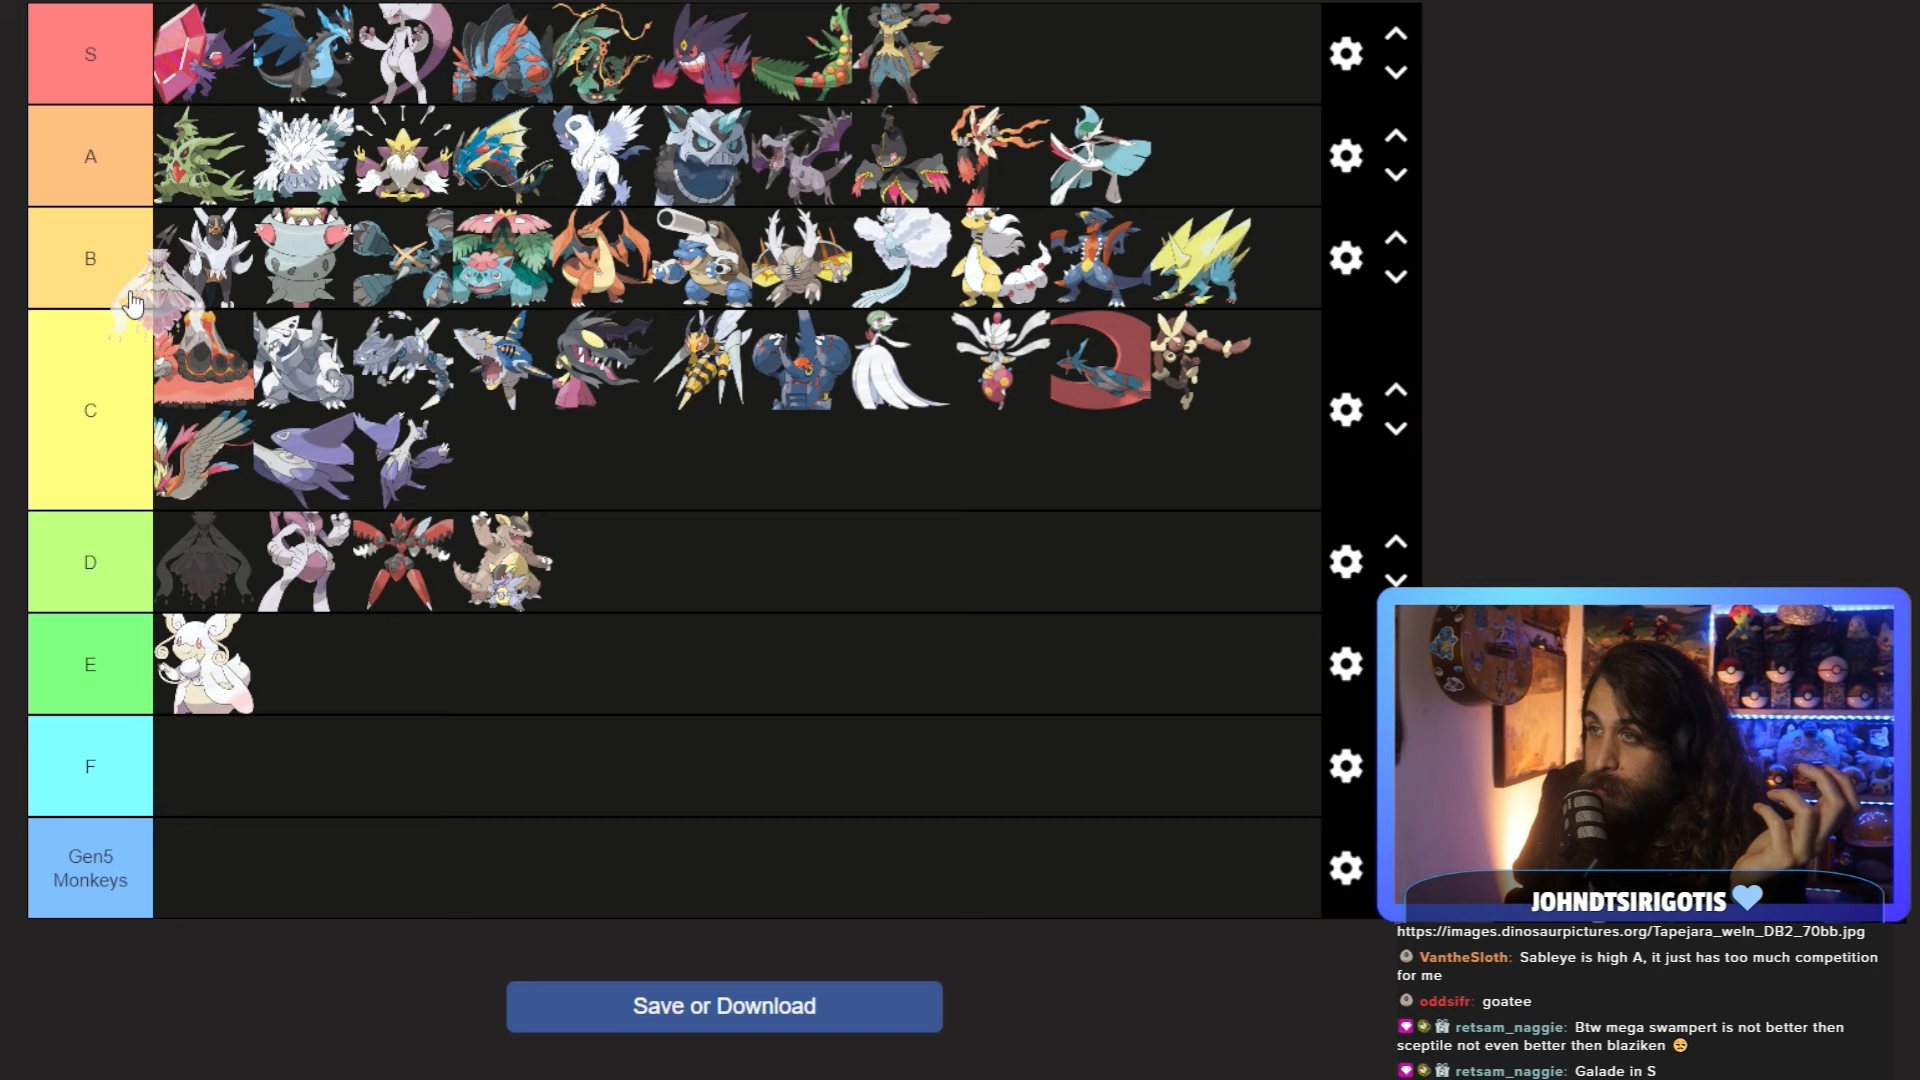 S
A
B
C
D
E
F
Gen5
Monkeys
Save or Download
JOHNDTSIRIGOTIS
https://images.dinosaurpictures.org/Tapejara_weln_DB2_70bb.jpg
VantheSloth: Sableye is high A, it just has too much competition
for me
oddsifr: goatee
retsam_naggie: Btw mega swampert is not better then
sceptile not even better then blaziken 😑
retsam_naggie: Galade in S